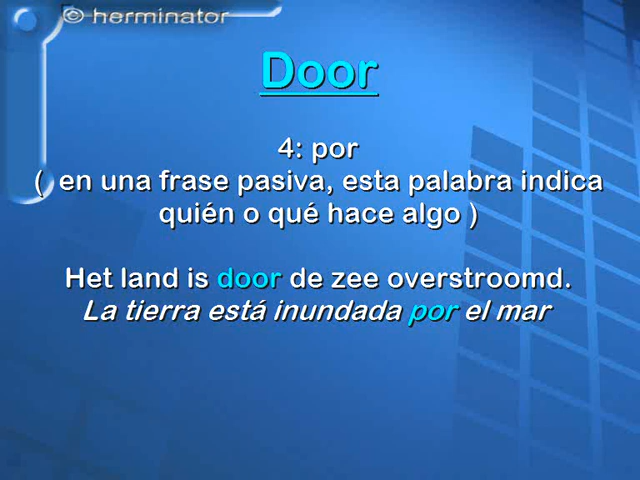 © herminator
Door
4: por
( en una frase pasiva, esta palabra indica
quién o qué hace algo )
Het land is door de zee overstroomd.
La tierra está inundada por el mar